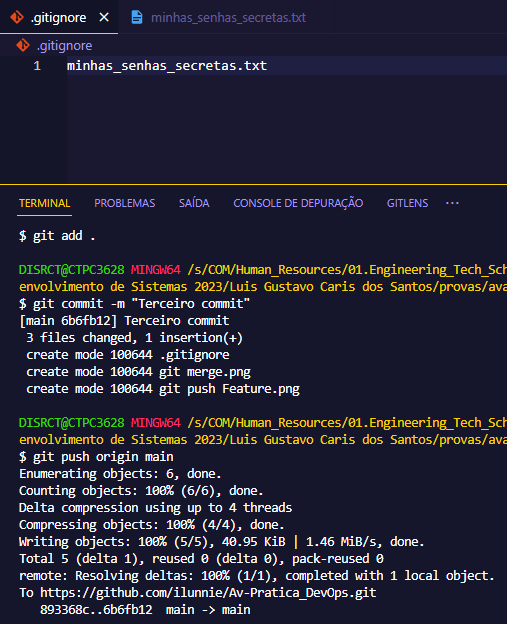 .gitignore
minhas_senhas_secretas.txt
.gitignore
1 minhas_senhas_secretas.txt
TERMINAL PROBLEMAS SAÍDA CONSOLE DE DEPURAÇÃO GITLENS ...
$ git add .
DISRCT@CTPC3628 MINGW64 /s/COM/Human_Resources/01.Engineering_Tech_Sch
envolvimento de Sistemas 2023/Luis Gustavo Caris dos Santos/provas/ava
$ git commit -m "Terceiro commit"
[main 6b6fb12] Terceiro commit
3 files changed, 1 insertion(+)
create mode 100644 .gitignore
create mode 100644 git merge.png
create mode 100644 git push Feature.png
DISRCT@CTPC3628 MINGW64 /s/COM/Human_Resources/01.Engineering_Tech_Sch
envolvimento de Sistemas 2023/Luis Gustavo Caris dos Santos/provas/ava
$ git push origin main
Enumerating objects: 6, done.
Counting objects: 100% (6/6), done.
Delta compression using up to 4 threads
Compressing objects: 100% (4/4), done.
Writing objects: 100% (5/5), 40.95 KiB | 1.46 MiB/s, done.
Total 5 (delta 1), reused 0 (delta 0), pack-reused 0
remote: Resolving deltas: 100% (1/1), completed with 1 local object.
To https://github.com/ilunnie/Av-Pratica_DevOps.git
893368c..6b6fb12 main -> main